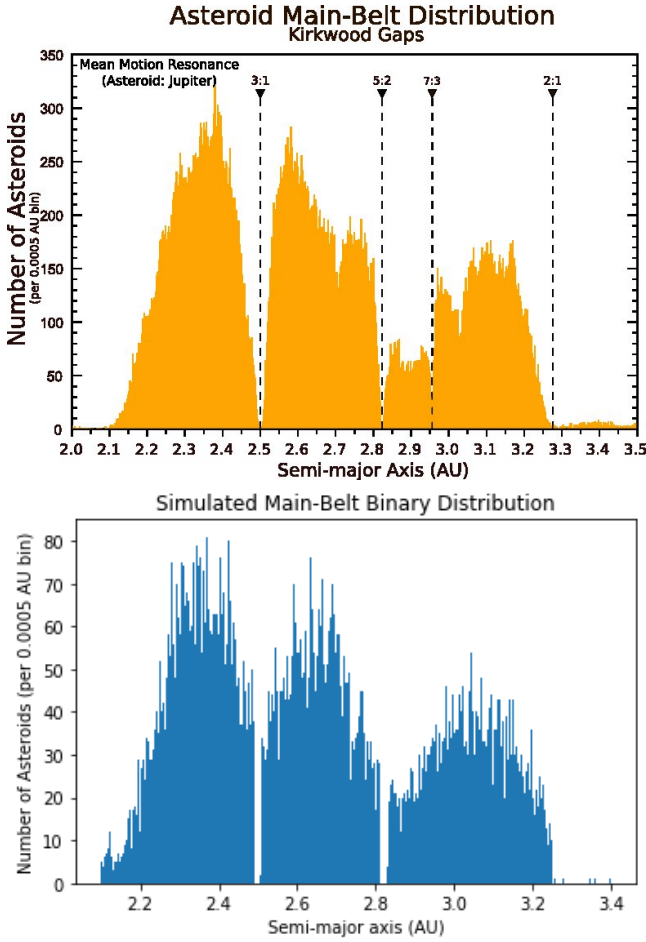 Asteroid Main-Belt Distribution
Kirkwood Gaps
Mean Motion Resonance
(Asteroid: Jupiter)
3:1
5:2
7:3
2:1
350
300
250
200
150
100
50
0
Number of Asteroids
(per 0.0005 AU bin)
2.0 2.1 2.2 2.3 2.4 2.5 2.6 2.7 2.8 2.9 3.0 3.1 3.2 3.3 3.4 3.5
Semi-major Axis (AU)
Simulated Main-Belt Binary Distribution
80
70
60
50
40
30
20
10
0
Number of Asteroids (per 0.0005 AU bin)
2.2 2.4 2.6 2.8 3.0 3.2 3.4
Semi-major axis (AU)